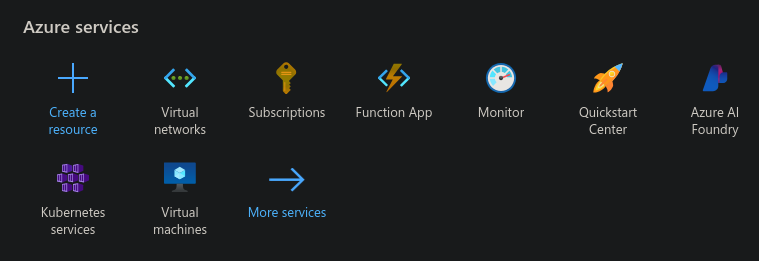 Azure services
Create a
resource
Virtual
networks
Subscriptions
Function App
Monitor
Quickstart
Center
Azure AI
Foundry
Kubernetes
services
Virtual
machines
More services